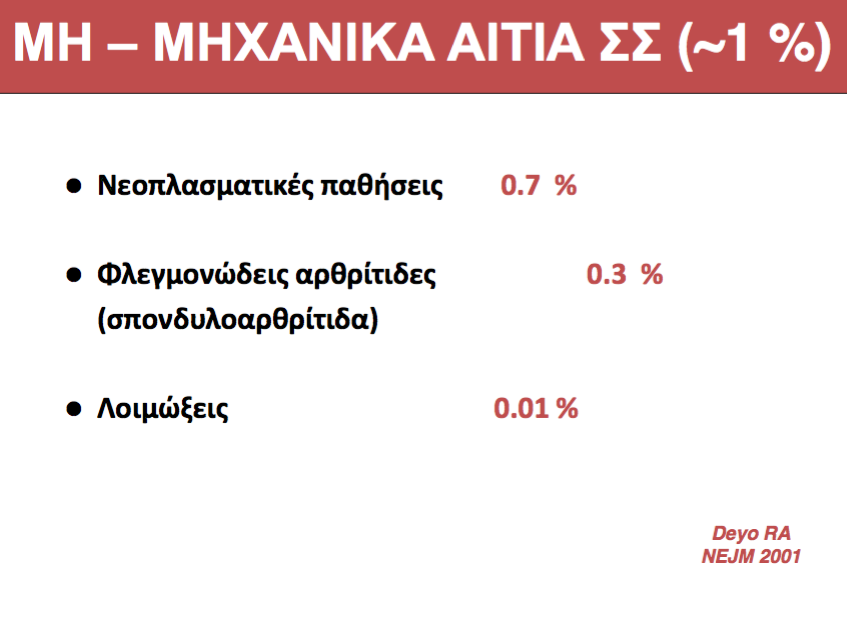 ΜΗ – ΜΗΧΑΝΙΚΑ ΑΙΤΙΑ ΣΣ (~1 %)
● Νεοπλασματικές παθήσεις 0.7 %
● Φλεγμονώδεις αρθρίτιδες 0.3 %
(σπονδυλοαρθρίτιδα)
● Λοιμώξεις 0.01 %
Deyo RA
NEJM 2001